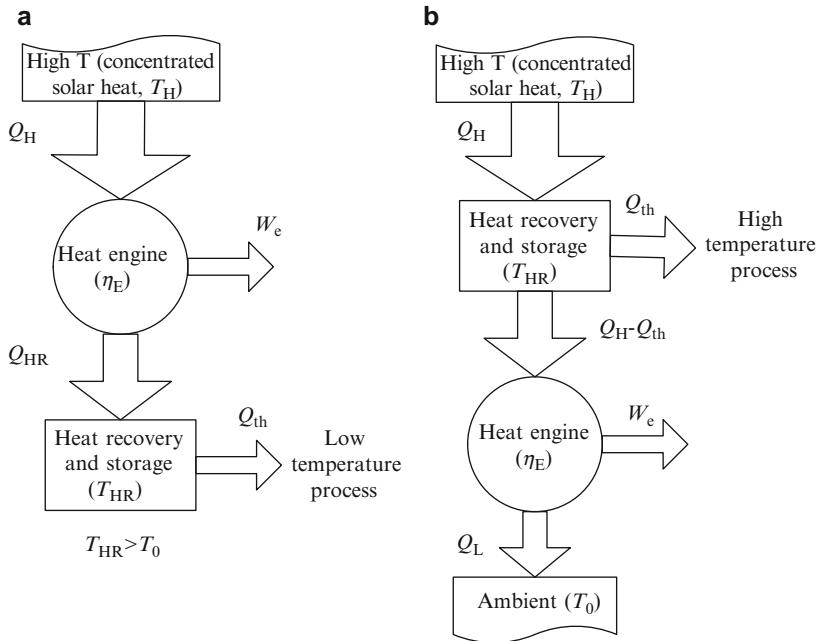 a
High T (concentrated
solar heat, T_H)
Q_H
Heat engine
(η_E)
W_e
Q_HR
Heat recovery
and storage
(T_HR)
Q_th
Low
temperature
process
T_HR>T_0
b
High T (concentrated
solar heat, T_H)
Q_H
Heat recovery
and storage
(T_HR)
Q_th
High
temperature
process
Q_H-Q_th
Heat engine
(η_E)
W_e
Q_L
Ambient (T_0)